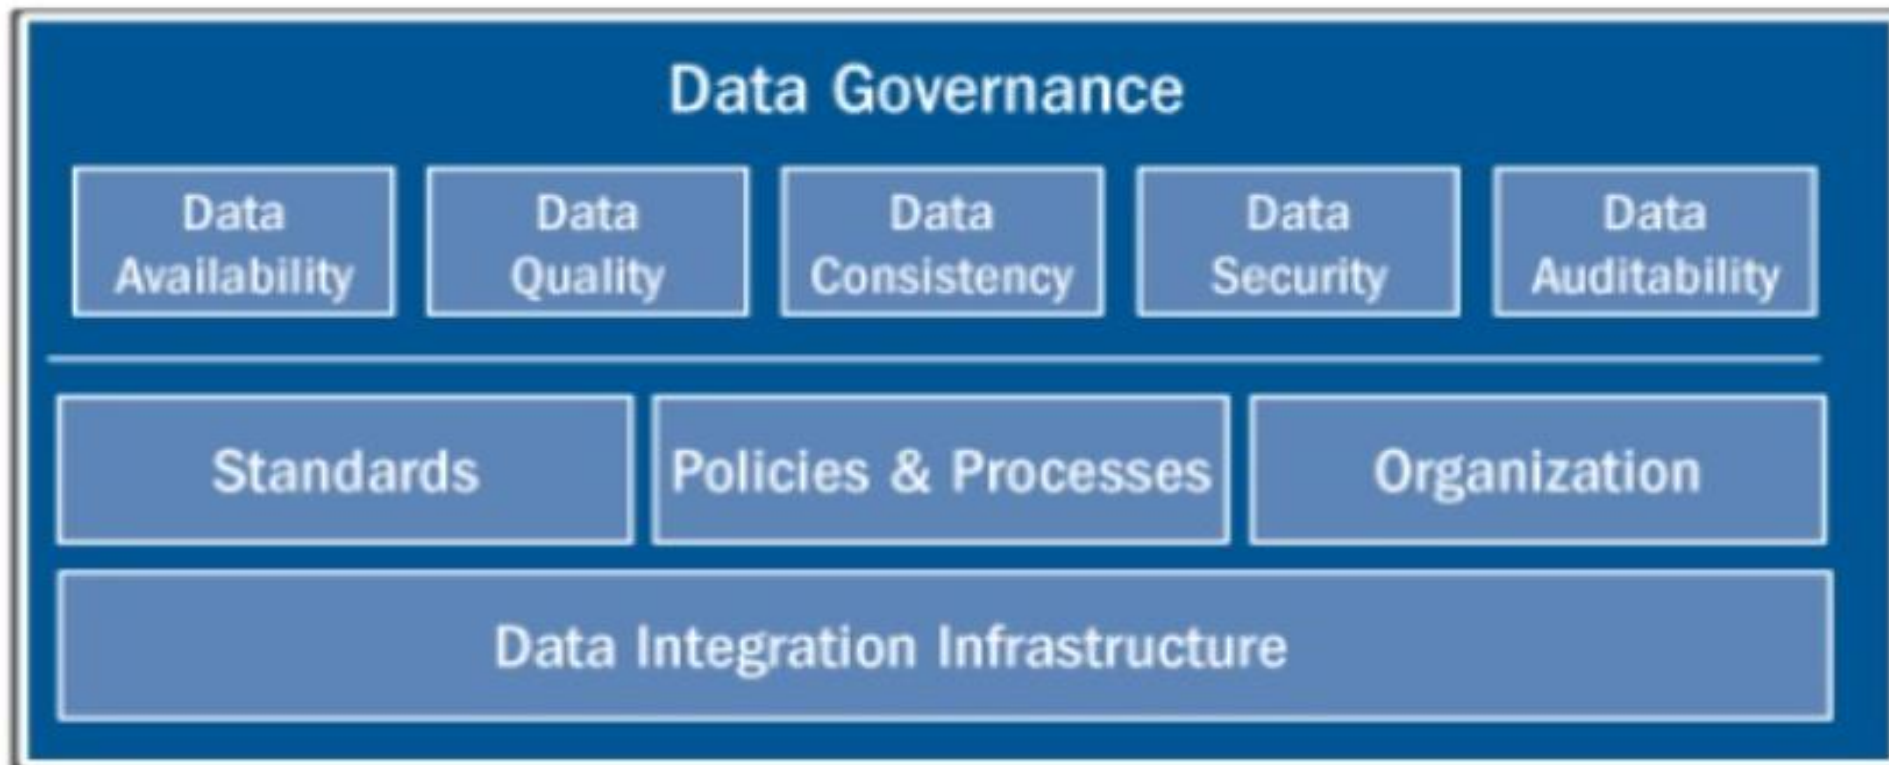 Data Governance
Data
Availability
Data
Quality
Data
Consistency
Data
Security
Data
Auditability
Standards
Policies & Processes
Organization
Data Integration Infrastructure